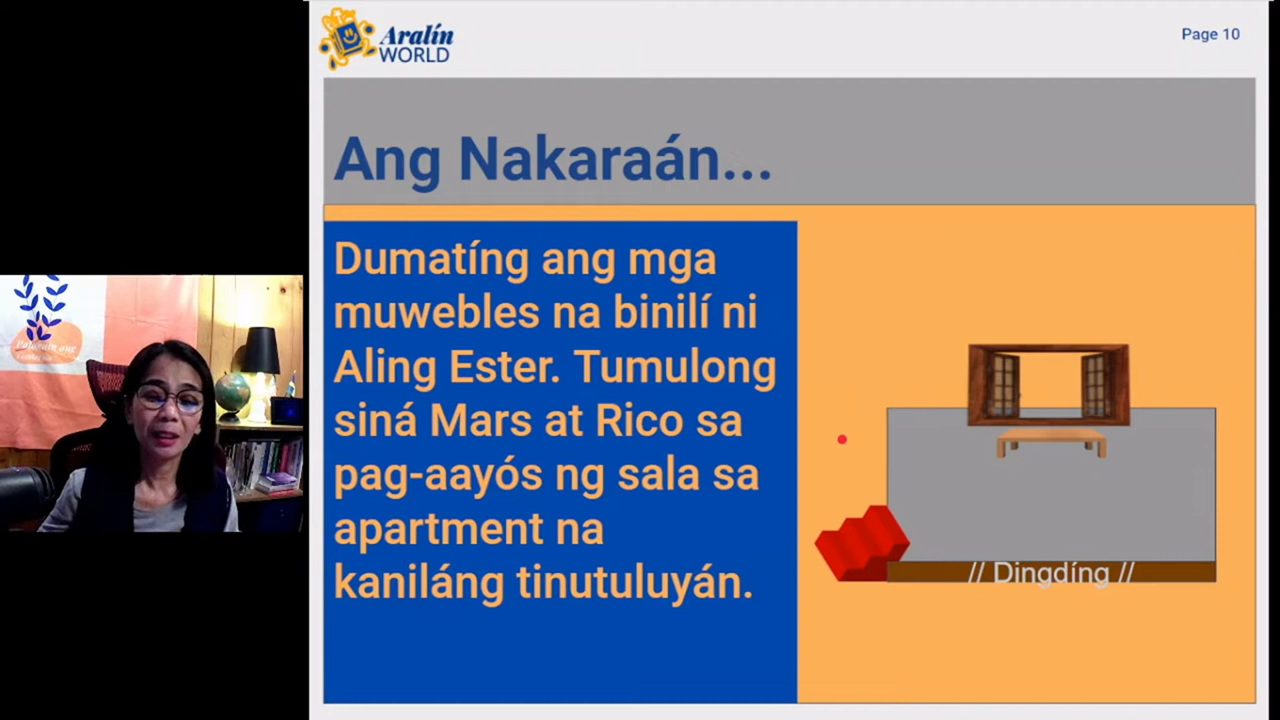 Aralín
WORLD
Page 10
Ang Nakaraán...
Dumatíng ang mga
muwebles na binilí ni
Aling Ester. Tumulong
siná Mars at Rico sa
pag-aayós ng sala sa
apartment na
kaniláng tinutuluyán.
// Dingdíng //